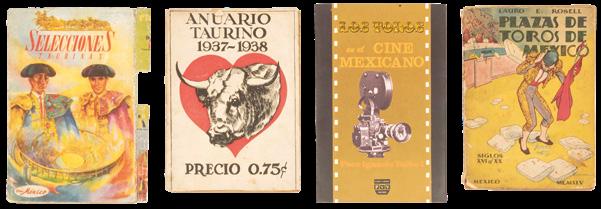 SELECCIONES
TAURINAS
México
ANUARIO
TAURINO
1937-1938
PRECIO 0.75¢
LOS TOROS
en el CINE
MEXICANO
LAURO E. ROSELL
PLAZAS DE
TOROS DE
MEXICO
SIGLOS
XVI al XX
MEXICO
MCMXLV